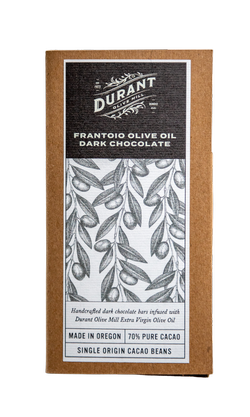 DURANT
OLIVE MILL
FRANTOIO OLIVE OIL
DARK CHOCOLATE
Handcrafted dark chocolate bars infused with
Durant Olive Mill Extra Virgin Olive Oil
MADE IN OREGON 70% PURE CACAO
SINGLE ORIGIN CACAO BEANS